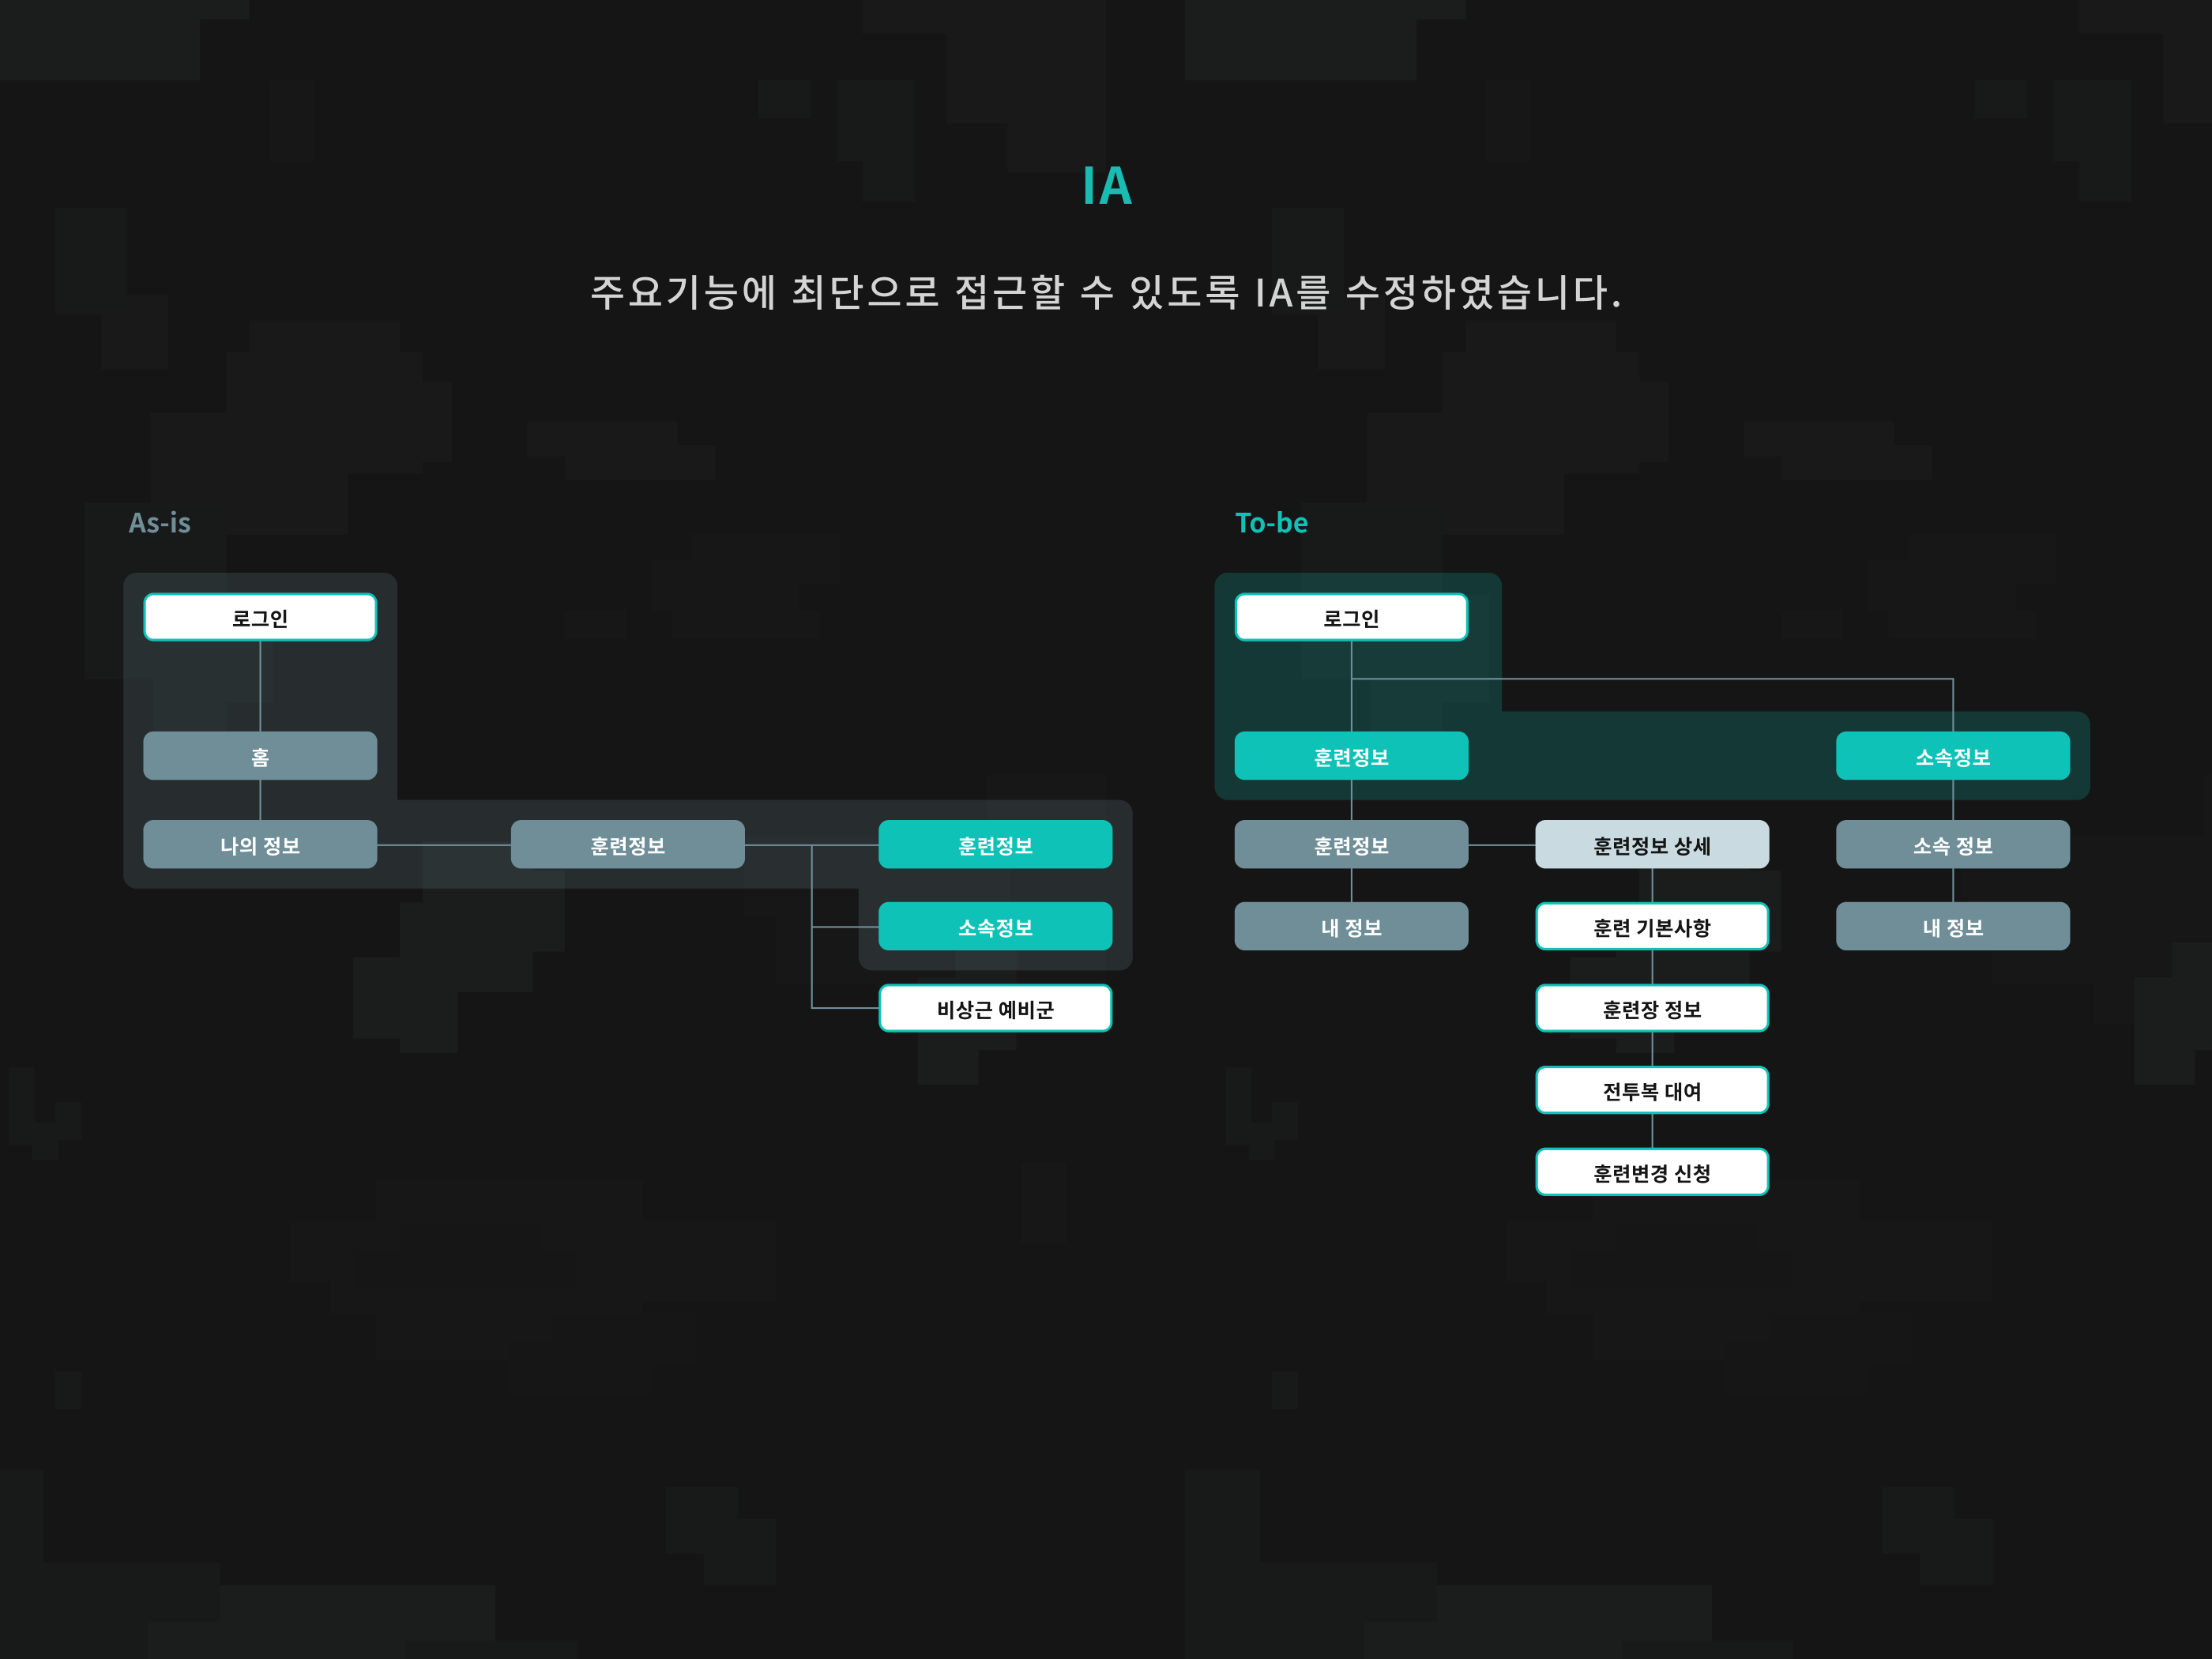 IA
주요기능에 최단으로 접근할 수 있도록 IA를 수정하였습니다.
As-is
로그인
홈
나의 정보
훈련정보
훈련정보
소속정보
비상근 예비군
To-be
로그인
훈련정보
소속정보
훈련정보
훈련정보 상세
소속 정보
내 정보
훈련 기본사항
내 정보
훈련장 정보
전투복 대여
훈련변경 신청